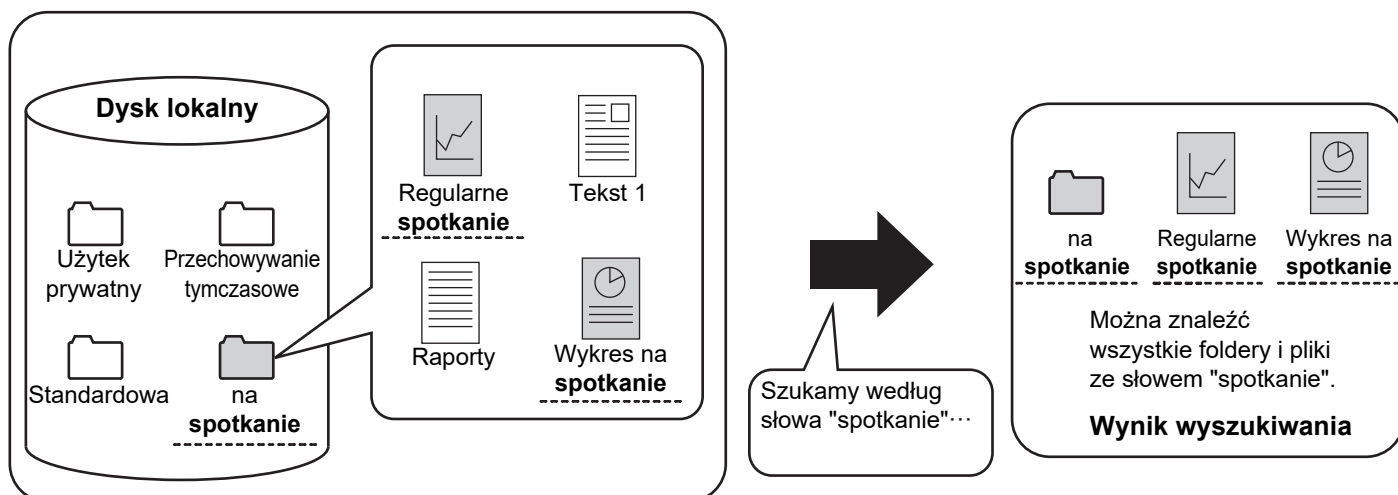 Dysk lokalny
Użytek
prywatny
Przechowywanie
tymczasowe
Standardowa
na
spotkanie
Regularne
spotkanie
Tekst 1
Raporty
Wykres na
spotkanie
Szukamy według
słowa "spotkanie"···
na
spotkanie
Regularne
spotkanie
Wykres na
spotkanie
Można znaleźć
wszystkie foldery i pliki
ze słowem "spotkanie".
Wynik wyszukiwania